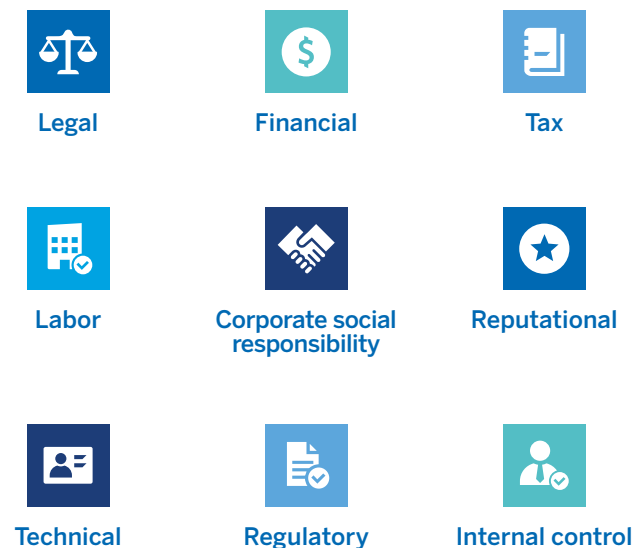 Legal
Financial
Tax
Labor
Corporate social
responsibility
Reputational
Technical
Regulatory
Internal control